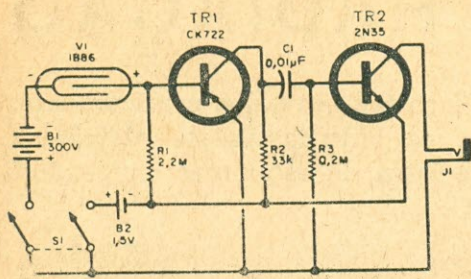 TR1
CK722
TR2
2N35
V1
1B86
C1
0,01µF
- +
B1
300V
-
+
R1
2,2M
R2
33k
R3
0,2M
J1
+ -
B2
1,5V
S1